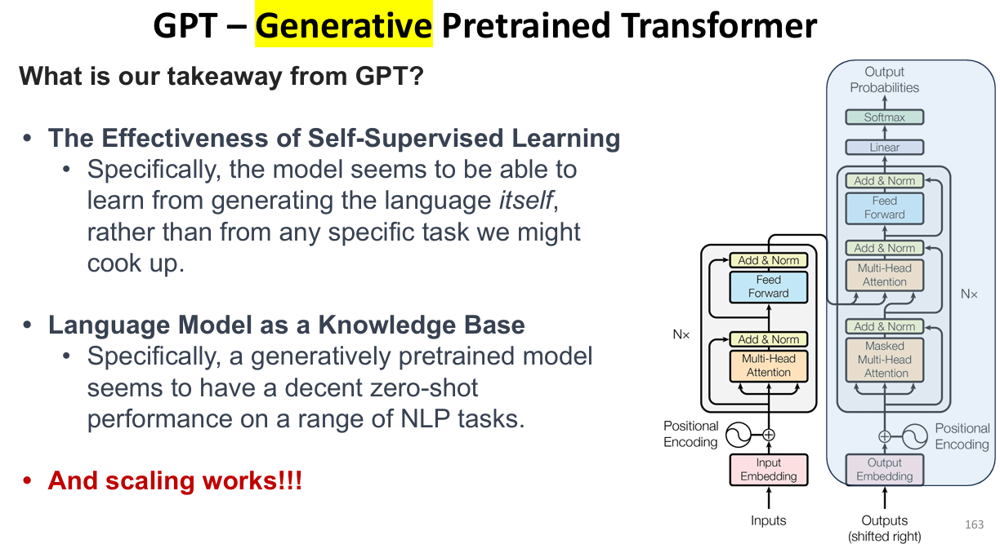 GPT – Generative Pretrained Transformer
What is our takeaway from GPT?
• The Effectiveness of Self-Supervised Learning
• Specifically, the model seems to be able to
learn from generating the language itself,
rather than from any specific task we might
cook up.
• Language Model as a Knowledge Base
• Specifically, a generatively pretrained model
seems to have a decent zero-shot
performance on a range of NLP tasks.
• And scaling works!!!
Output
Probabilities
Softmax
Linear
Add & Norm
Feed
Forward
Add & Norm
Multi-Head
Attention
Add & Norm
Masked
Multi-Head
Attention
N×
Positional
Encoding
Output
Embedding
Outputs
(shifted right)
Add & Norm
Feed
Forward
Add & Norm
Multi-Head
Attention
N×
Positional
Encoding
Input
Embedding
Inputs
163